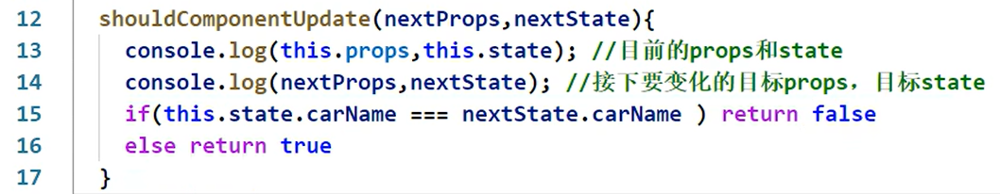 12 shouldComponentUpdate(nextProps,nextState){
13 console.log(this.props,this.state); //目前的props和state
14 console.log(nextProps,nextState); //接下要变化的目标props，目标state
15 if(this.state.carName === nextState.carName ) return false
16 else return true
17 }